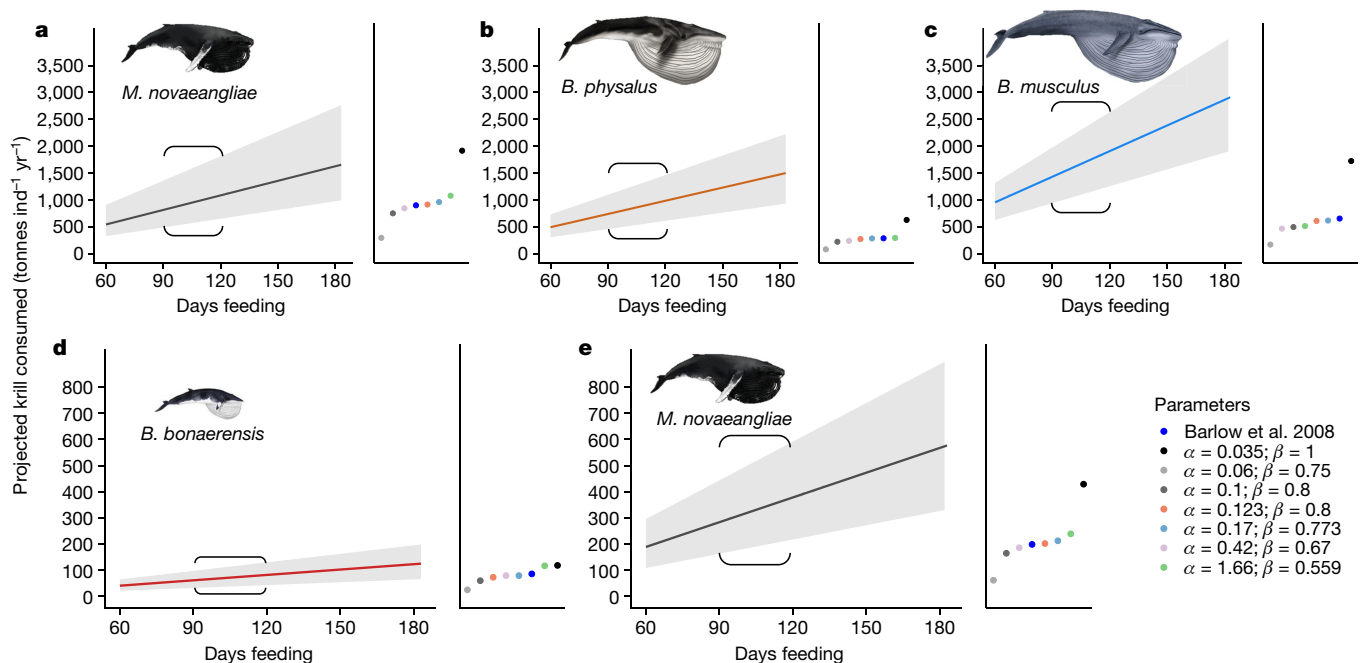 a
M. novaeangliae
3,500
3,000
2,500
2,000
1,500
1,000
500
0
60 90 120 150 180
Days feeding
b
B. physalus
3,500
3,000
2,500
2,000
1,500
1,000
500
0
60 90 120 150 180
Days feeding
c
B. musculus
3,500
3,000
2,500
2,000
1,500
1,000
500
0
60 90 120 150 180
Days feeding
Projected krill consumed (tonnes ind⁻¹ yr⁻¹)
d
B. bonaerensis
800
700
600
500
400
300
200
100
0
60 90 120 150 180
Days feeding
e
M. novaeangliae
800
700
600
500
400
300
200
100
0
60 90 120 150 180
Days feeding
Parameters
Barlow et al. 2008
α = 0.035; β = 1
α = 0.06; β = 0.75
α = 0.1; β = 0.8
α = 0.123; β = 0.8
α = 0.17; β = 0.773
α = 0.42; β = 0.67
α = 1.66; β = 0.559